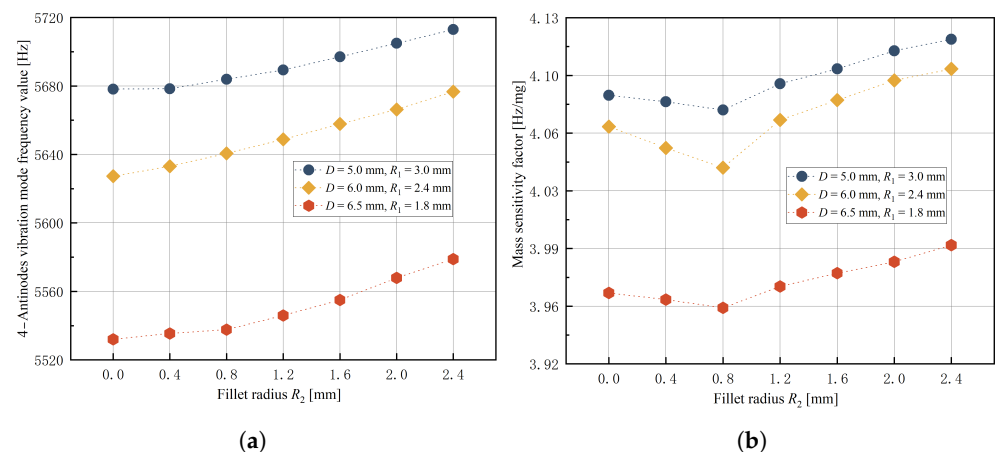 5720
5680
5640
5600
5560
5520
4-Antinodes vibration mode frequency value [Hz]
D = 5.0 mm, R₁ = 3.0 mm
D = 6.0 mm, R₁ = 2.4 mm
D = 6.5 mm, R₁ = 1.8 mm
0.0 0.4 0.8 1.2 1.6 2.0 2.4
Fillet radius R₂ [mm]
(a)
4.13
4.10
4.06
4.03
3.99
3.96
3.92
Mass sensitivity factor [Hz/mg]
D = 5.0 mm, R₁ = 3.0 mm
D = 6.0 mm, R₁ = 2.4 mm
D = 6.5 mm, R₁ = 1.8 mm
0.0 0.4 0.8 1.2 1.6 2.0 2.4
Fillet radius R₂ [mm]
(b)